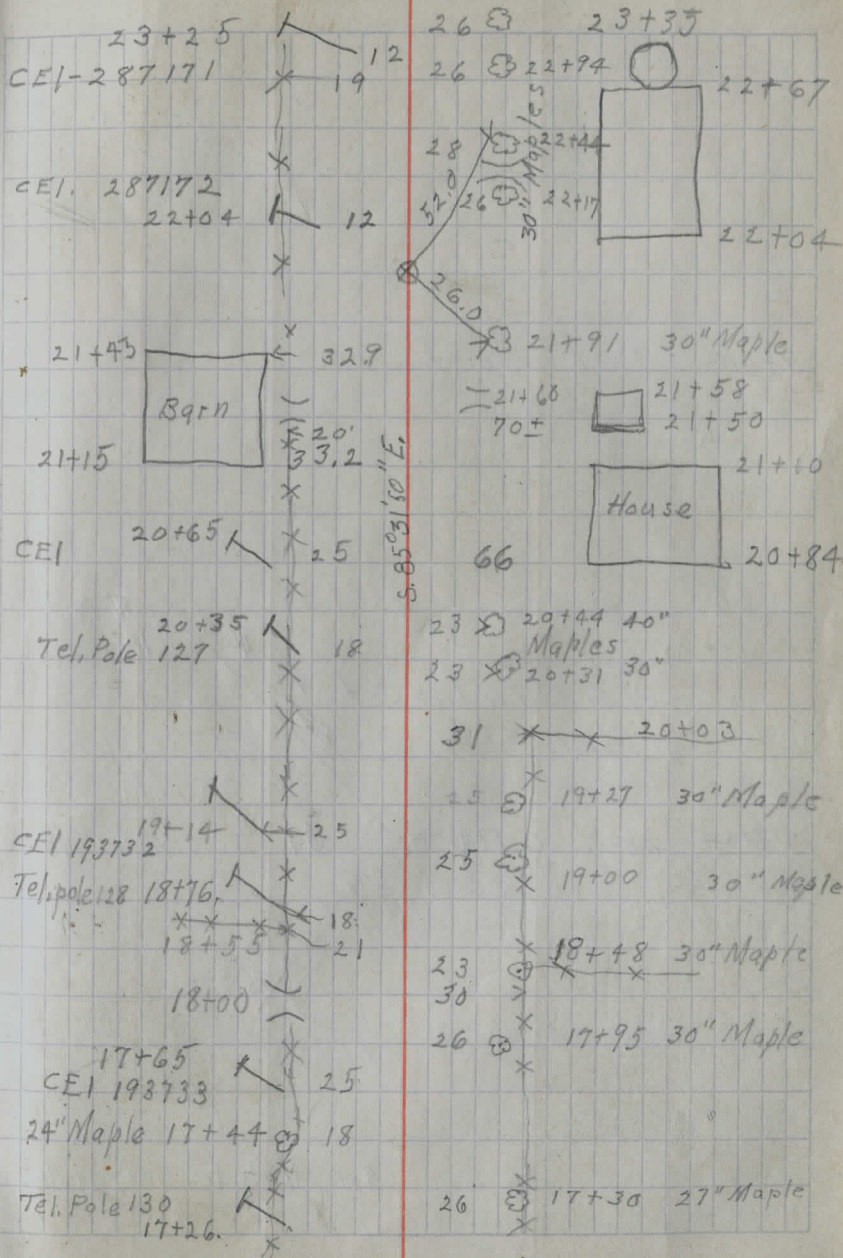 23+25 12 26 23+35
CEI-287171 19 26 22+94 22+67
28 22+44
30" Maples
CEI. 287172 52.0 26 22+17
22+04 12 22+04
26.0
21+43 329 21+91 30" Maple
Barn 21+60 21+58
20' 70± 21+50
21+15 33.2 21+10
House
S. 85°31'50" E.
CEI 20+65 25 66 20+84
20+35 23 20+44 40"
Tel. Pole 127 18 Maples
23 20+31 30"
31 20+03
25 19+27 30" Maple
19+14 25
CEI 193732 25
Tel. pole 128 18+76 19+00 30" Maple
18
18+55 21 23 18+48 30" Maple
18+00 30
26 17+95 30" Maple
17+65 25
CEI 193733
24" Maple 17+44 18
Tel. Pole 130 26 17+30 27" Maple
17+26.